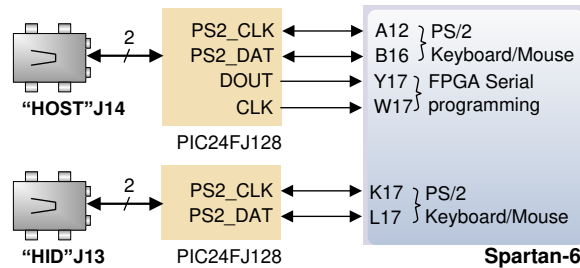 2 PS2_CLK A12 PS/2
PS2_DAT B16 Keyboard/Mouse
DOUT Y17 FPGA Serial
“HOST”J14 CLK W17 programming
PIC24FJ128
2 PS2_CLK K17 PS/2
PS2_DAT L17 Keyboard/Mouse
“HID”J13 PIC24FJ128 Spartan-6